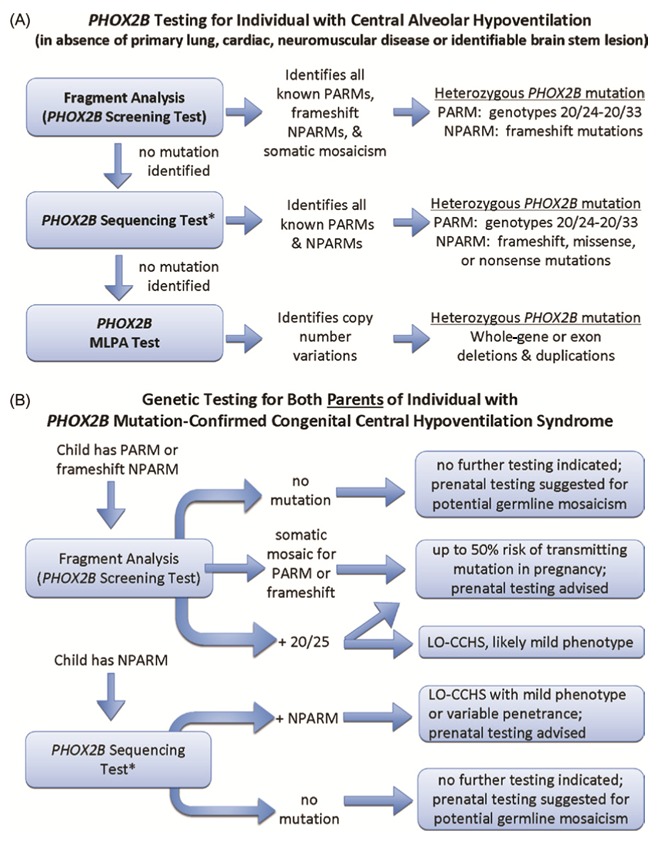 (A)
PHOX2B Testing for Individual with Central Alveolar Hypoventilation
(in absence of primary lung, cardiac, neuromuscular disease or identifiable brain stem lesion)
Fragment Analysis
(PHOX2B Screening Test)
Identifies all
known PARMs,
frameshift
NPARMs, &
somatic mosaicism
Heterozygous PHOX2B mutation
PARM: genotypes 20/24-20/33
NPARM: frameshift mutations
no mutation
identified
PHOX2B Sequencing Test*
Identifies all
known PARMs
& NPARMs
Heterozygous PHOX2B mutation
PARM: genotypes 20/24-20/33
NPARM: frameshift, missense,
or nonsense mutations
no mutation
identified
PHOX2B
MLPA Test
Identifies copy
number
variations
Heterozygous PHOX2B mutation
Whole-gene or exon
deletions & duplications
(B)
Genetic Testing for Both Parents of Individual with
PHOX2B Mutation-Confirmed Congenital Central Hypoventilation Syndrome
Child has PARM or
frameshift NPARM
Fragment Analysis
(PHOX2B Screening Test)
no
mutation
no further testing indicated;
prenatal testing suggested for
potential germline mosaicism
somatic
mosaic for
PARM or
frameshift
up to 50% risk of transmitting
mutation in pregnancy;
prenatal testing advised
+ 20/25
LO-CCHS, likely mild phenotype
Child has NPARM
PHOX2B Sequencing
Test*
+ NPARM
LO-CCHS with mild phenotype
or variable penetrance;
prenatal testing advised
no
mutation
no further testing indicated;
prenatal testing suggested for
potential germline mosaicism